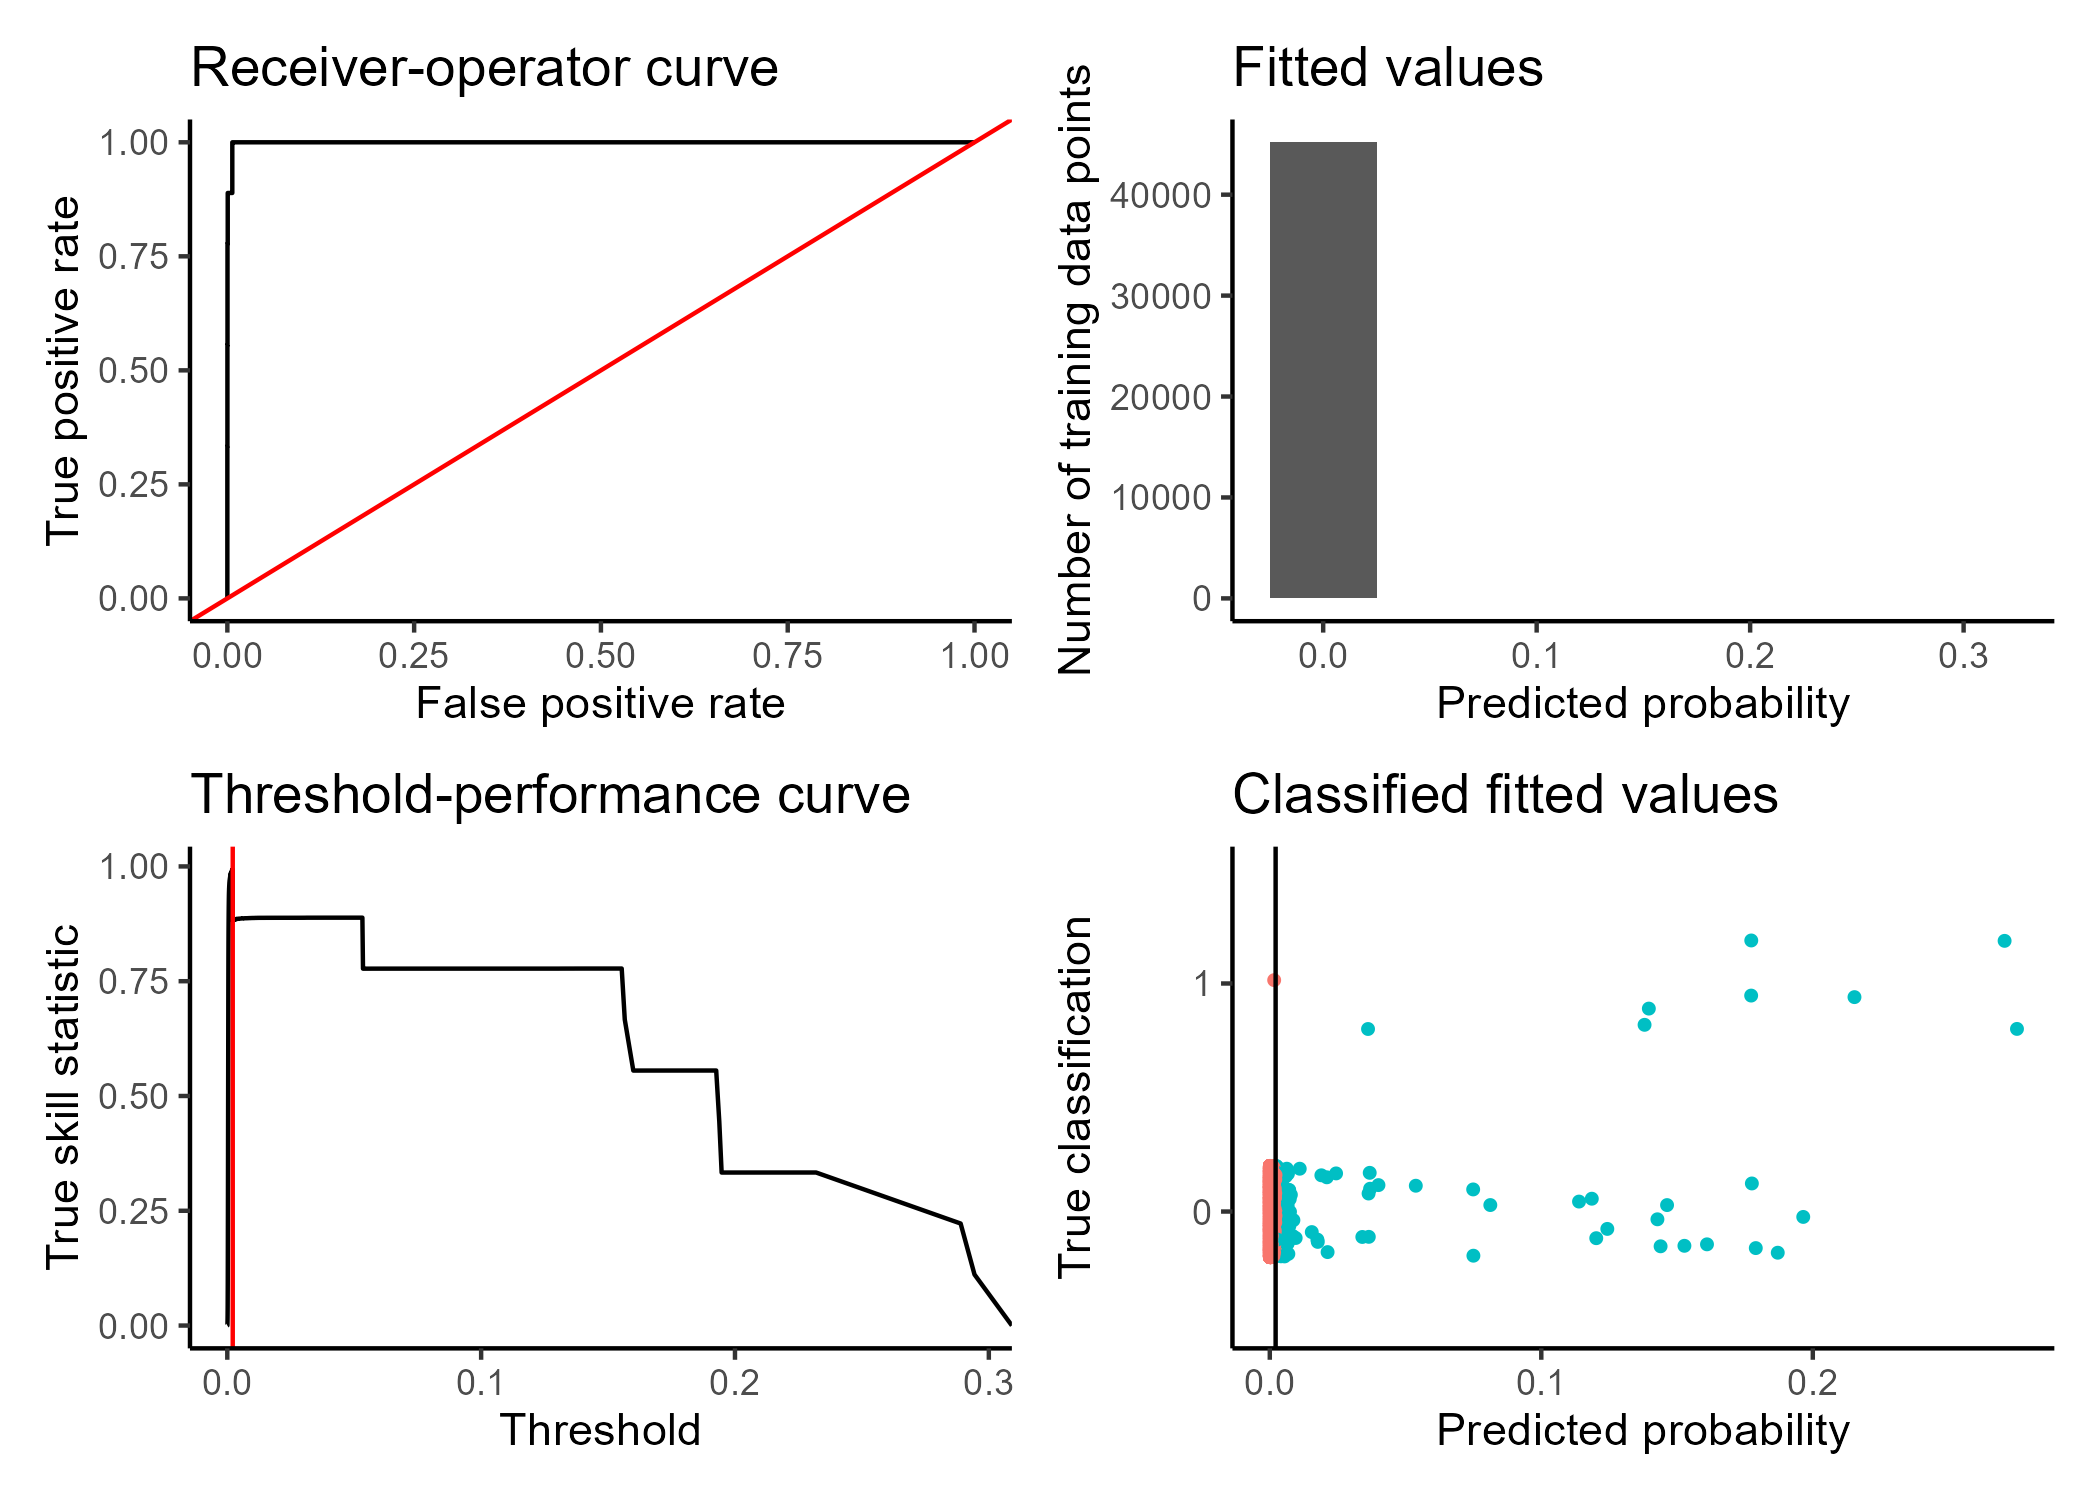 Receiver-operator curve
True positive rate
1.00
0.75
0.50
0.25
0.00
0.00 0.25 0.50 0.75 1.00
False positive rate
Fitted values
Number of training data points
40000
30000
20000
10000
0
0.0 0.1 0.2 0.3
Predicted probability
Threshold-performance curve
True skill statistic
1.00
0.75
0.50
0.25
0.00
0.0 0.1 0.2 0.3
Threshold
Classified fitted values
True classification
1
0
0.0 0.1 0.2
Predicted probability